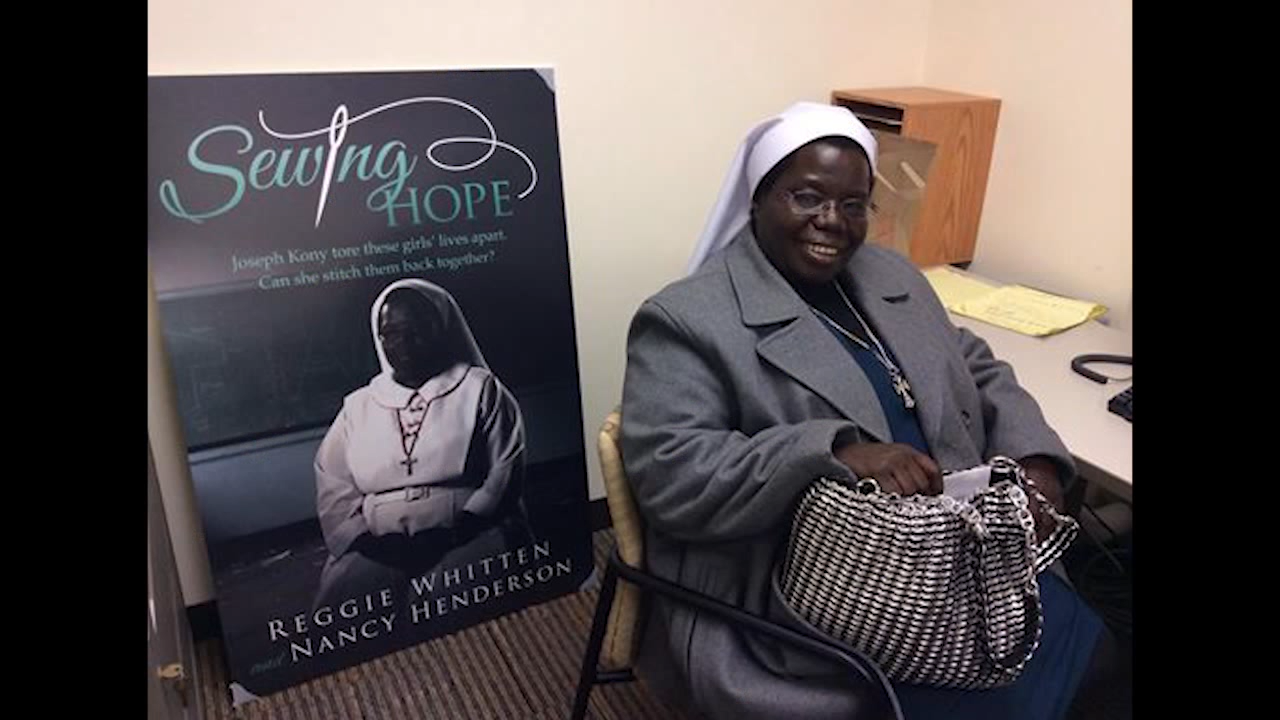 Sewing
HOPE
Joseph Kony tore these girls' lives apart.
Can she stitch them back together?
REGGIE WHITTEN
and NANCY HENDERSON